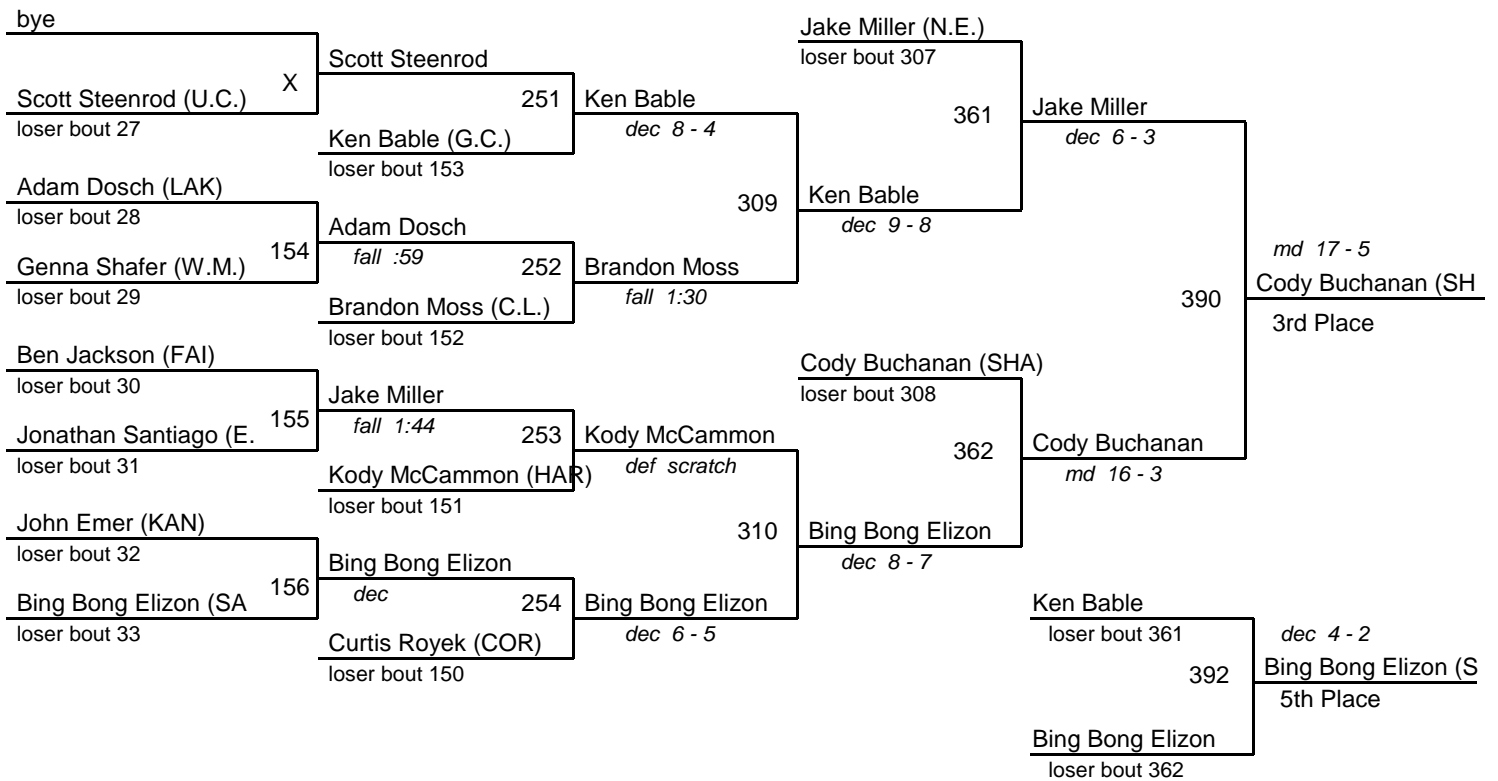 bye
Scott Steenrod (U.C.)
loser bout 27
X
Adam Dosch (LAK)
loser bout 28
Genna Shafer (W.M.)
loser bout 29
154
Ben Jackson (FAI)
loser bout 30
Jonathan Santiago (E.
loser bout 31
155
John Emer (KAN)
loser bout 32
Bing Bong Elizon (SA
loser bout 33
156
Scott Steenrod
251
Ken Bable (G.C.)
loser bout 153
Adam Dosch
fall :59
252
Brandon Moss (C.L.)
loser bout 152
Jake Miller
fall 1:44
253
Kody McCammon (HAR)
loser bout 151
Bing Bong Elizon
dec
254
Curtis Royek (COR)
loser bout 150
Ken Bable
dec 8 - 4
309
Brandon Moss
fall 1:30
Kody McCammon
def scratch
310
Bing Bong Elizon
dec 6 - 5
Jake Miller (N.E.)
loser bout 307
361
Ken Bable
dec 9 - 8
Cody Buchanan (SHA)
loser bout 308
362
Bing Bong Elizon
dec 8 - 7
Jake Miller
dec 6 - 3
390
Cody Buchanan
md 16 - 3
md 17 - 5
Cody Buchanan (SH
3rd Place
Ken Bable
loser bout 361
392
Bing Bong Elizon
loser bout 362
dec 4 - 2
Bing Bong Elizon (S
5th Place